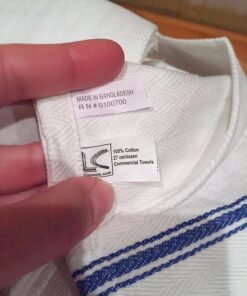 MADE IN BANGLADESH
R N # 0100700
100% Cotton
Commercial Towels